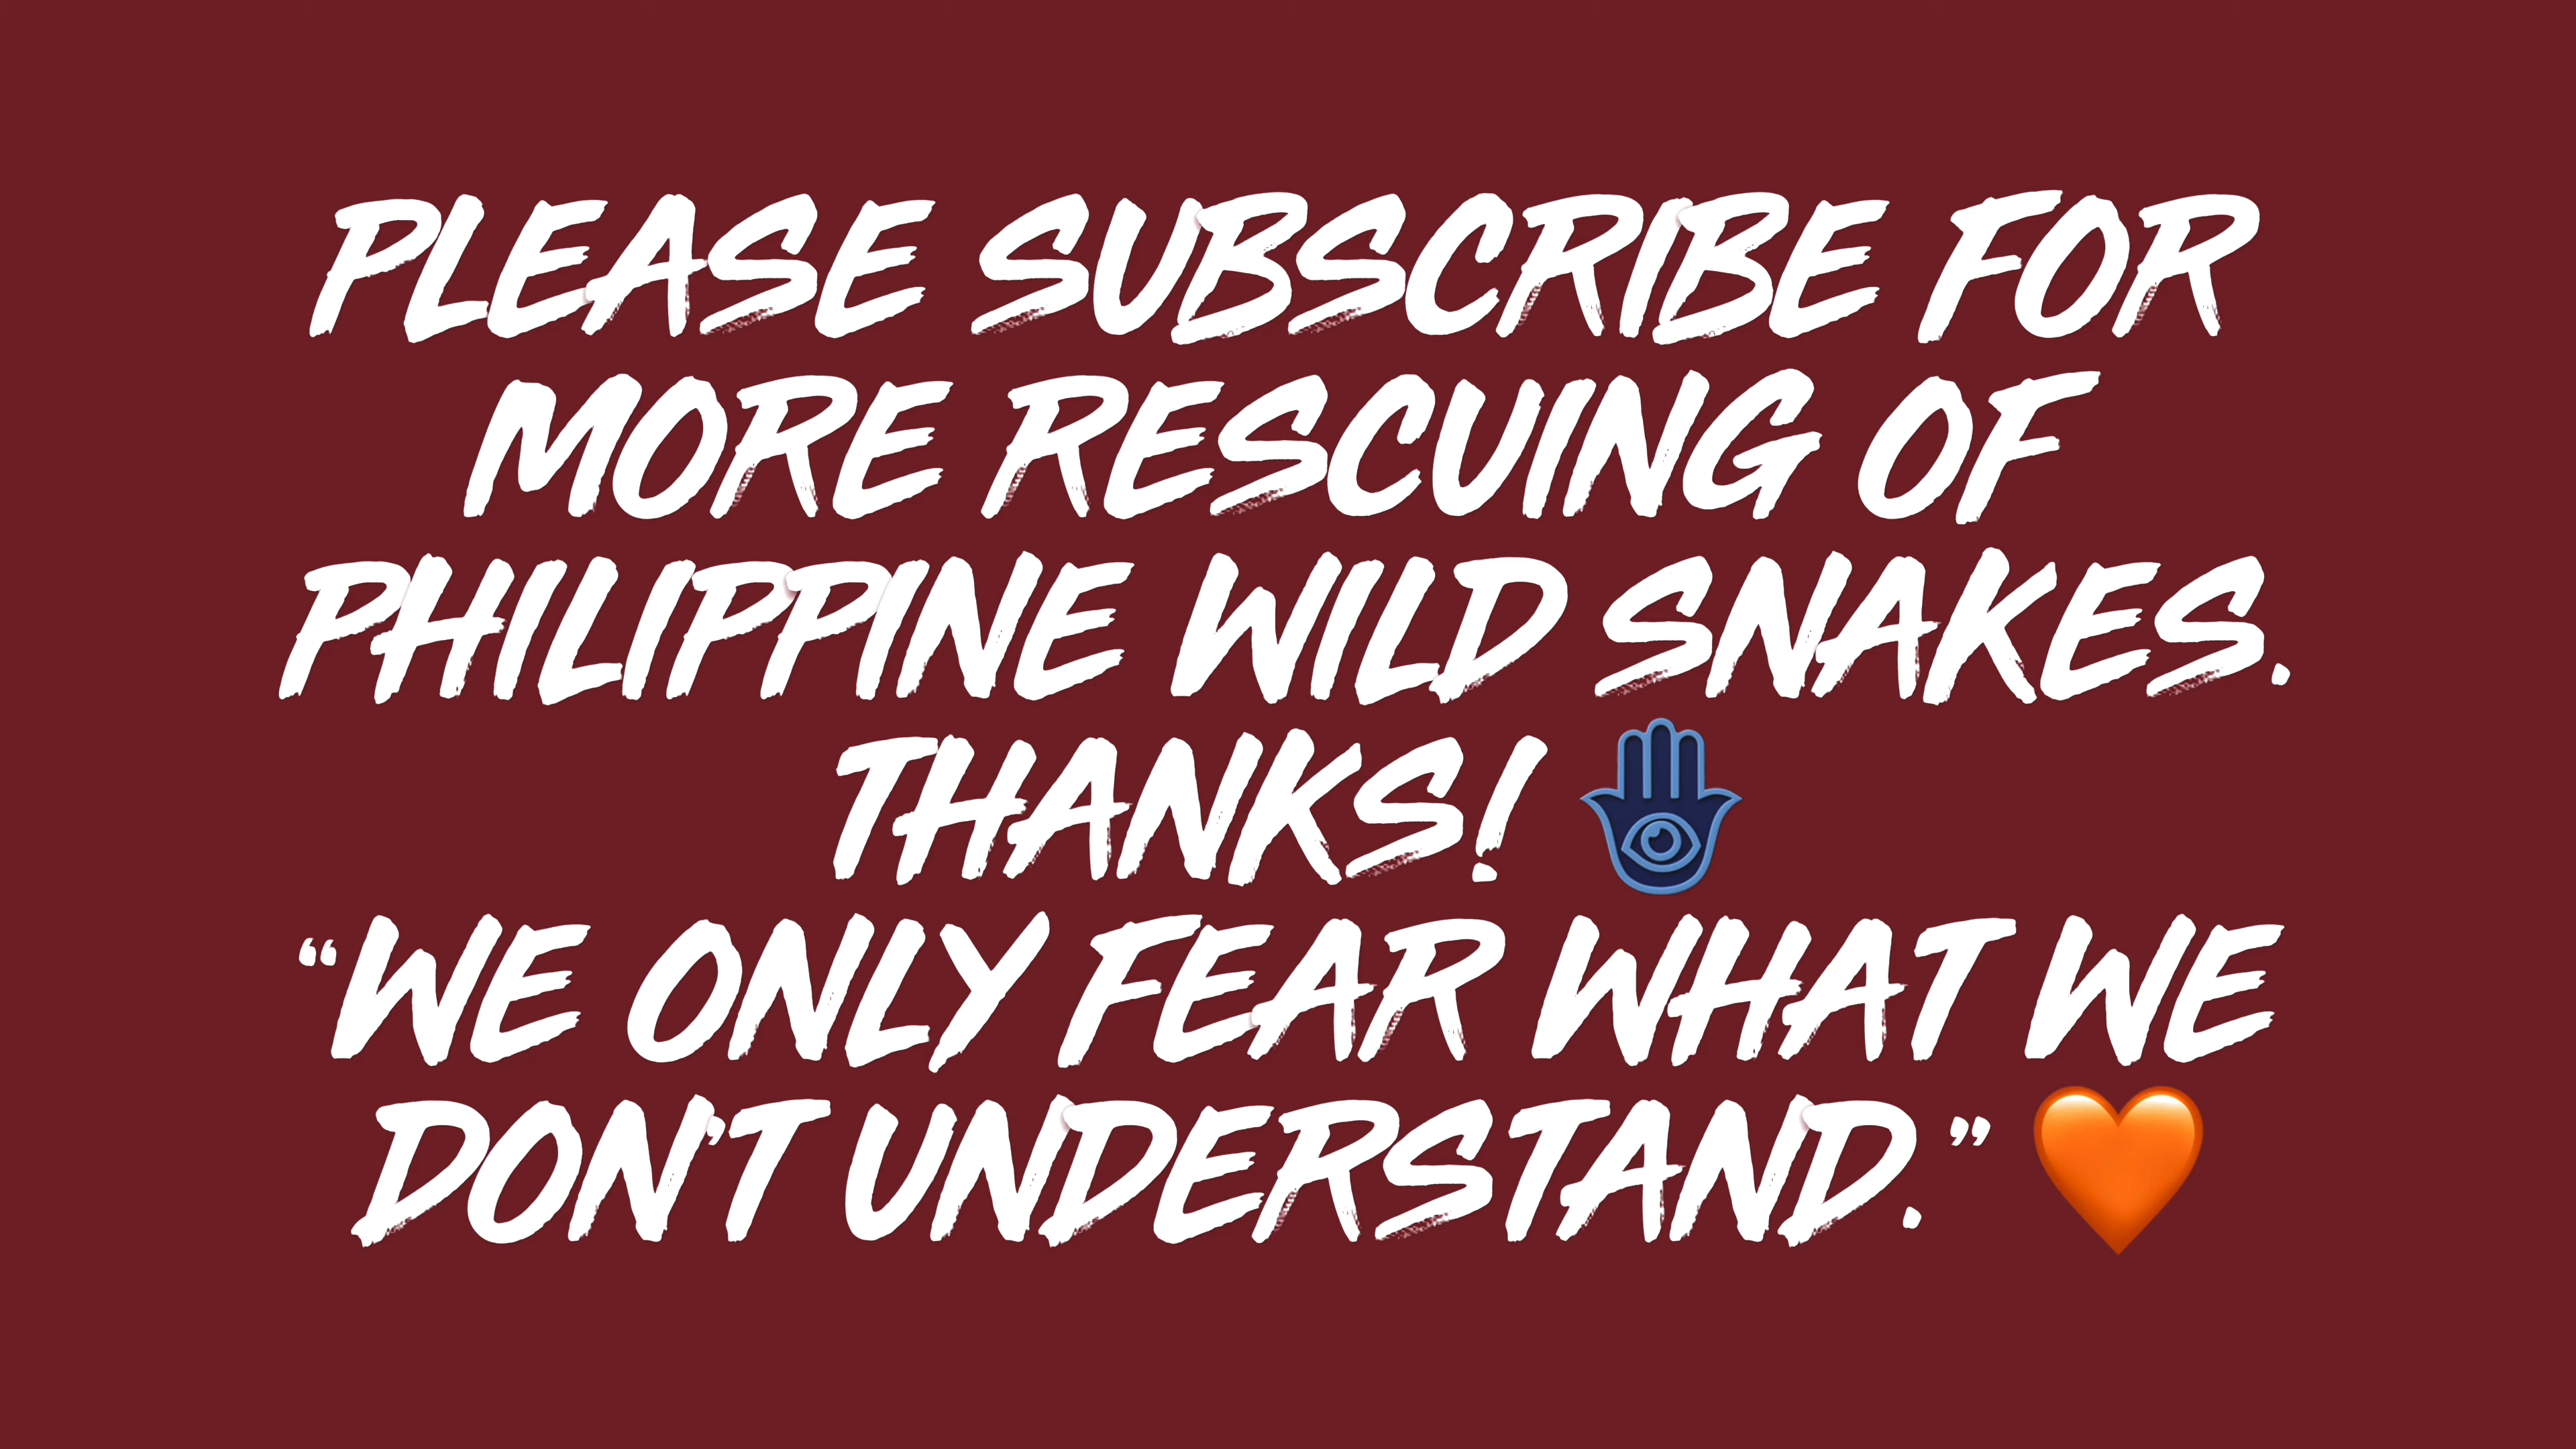 PLEASE SUBSCRIBE FOR
MORE RESCUING OF
PHILIPPINE WILD SNAKES.
THANKS! 🪬
“WE ONLY FEAR WHAT WE
DON’T UNDERSTAND.” 🧡